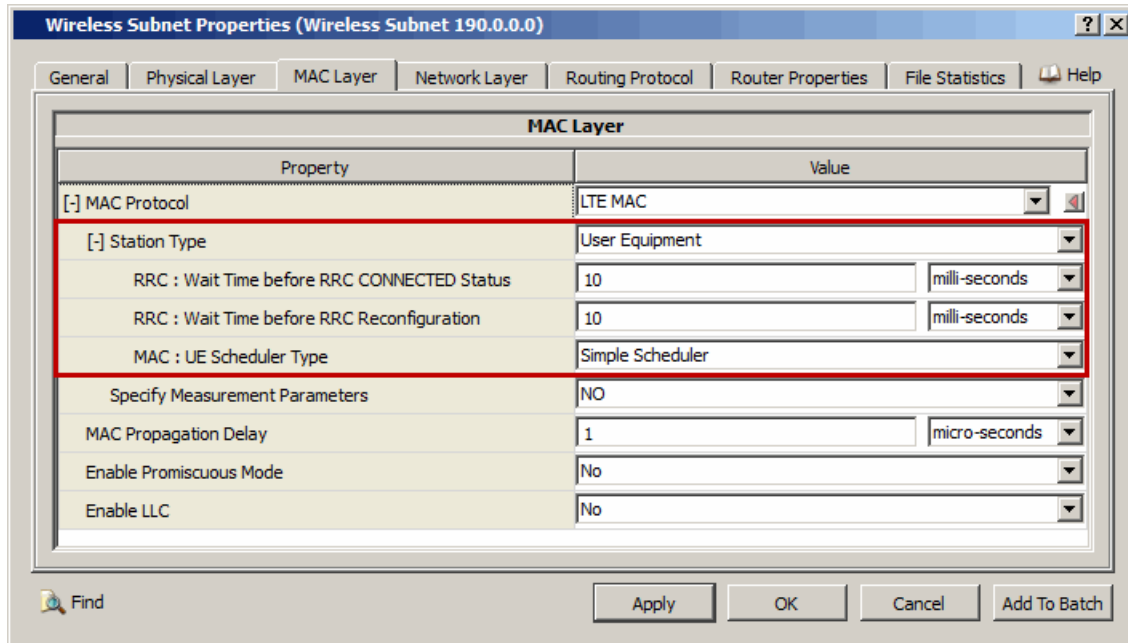 Wireless Subnet Properties (Wireless Subnet 190.0.0.0) ? X
General Physical Layer MAC Layer Network Layer Routing Protocol Router Properties File Statistics Help
MAC Layer
Property Value
[-] MAC Protocol LTE MAC
[-] Station Type User Equipment
RRC : Wait Time before RRC CONNECTED Status 10 milli-seconds
RRC : Wait Time before RRC Reconfiguration 10 milli-seconds
MAC : UE Scheduler Type Simple Scheduler
Specify Measurement Parameters NO
MAC Propagation Delay 1 micro-seconds
Enable Promiscuous Mode No
Enable LLC No
Find Apply OK Cancel Add To Batch